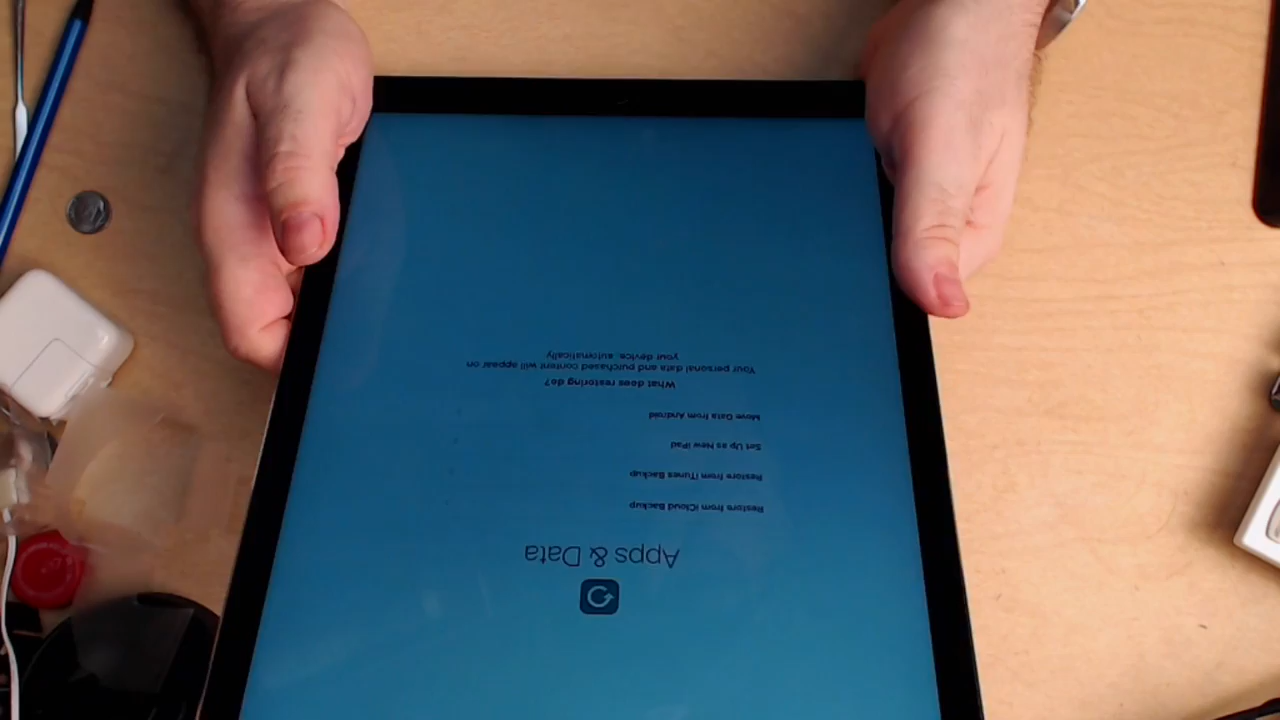 Apps & Data
Restore from iCloud Backup
Restore from iTunes Backup
Set Up as New iPad
Move Data from Android
What does restoring do?
Your personal data and purchased content will appear on
your device, automatically